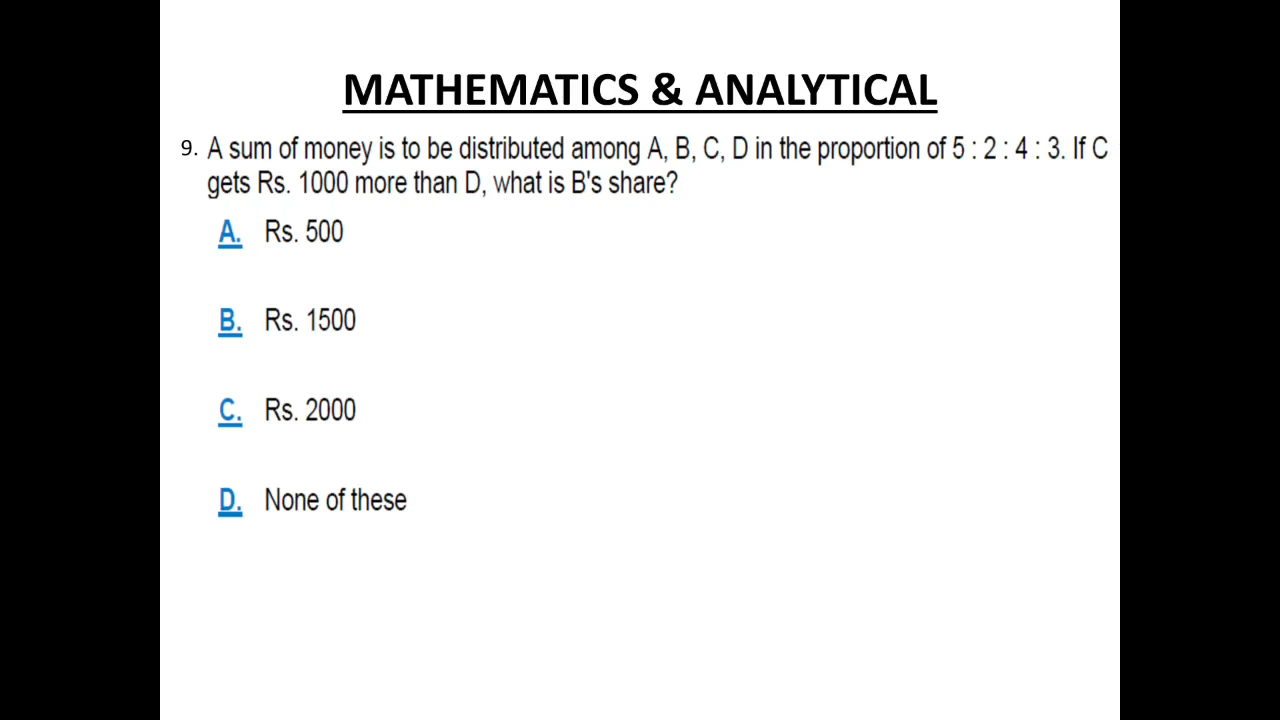 MATHEMATICS & ANALYTICAL
9. A sum of money is to be distributed among A, B, C, D in the proportion of 5 : 2 : 4 : 3. If C
gets Rs. 1000 more than D, what is B's share?
A. Rs. 500
B. Rs. 1500
C. Rs. 2000
D. None of these